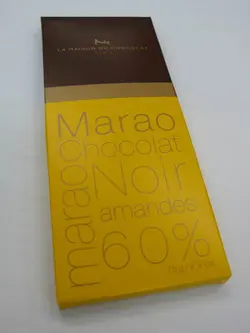 LA MAISON DU CHOCOLAT
Marao
Chocolat
marao
Noir
amandes
60%